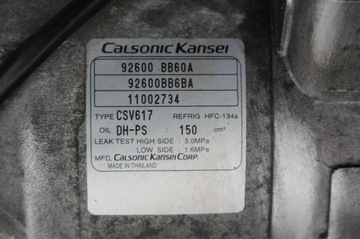 Calsonic Kansei
92600 BB60A
92600BB6BA
11002734
TYPE CSV617 REFRIG HFC-134a
OIL DH-PS : 150 cm³
LEAK TEST HIGH SIDE : 3.0MPa
LOW SIDE : 1.6MPa
MFD. Calsonic Kansei Corp.
MADE IN THAILAND